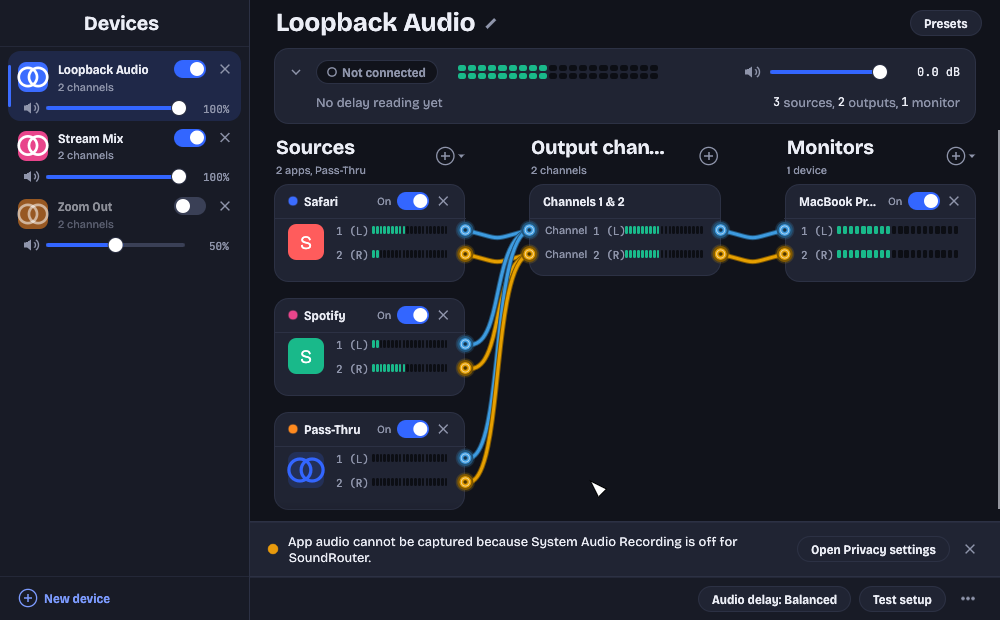 Devices
Loopback Audio
2 channels
100%
Stream Mix
2 channels
100%
Zoom Out
2 channels
50%
New device
Loopback Audio
Presets
Not connected
0.0 dB
No delay reading yet
3 sources, 2 outputs, 1 monitor
Sources
2 apps, Pass-Thru
Output chan...
2 channels
Monitors
1 device
Safari On
S
1 (L)
2 (R)
Spotify On
S
1 (L)
2 (R)
Pass-Thru On
1 (L)
2 (R)
Channels 1 & 2
Channel 1 (L)
Channel 2 (R)
MacBook Pr... On
1 (L)
2 (R)
App audio cannot be captured because System Audio Recording is off for
SoundRouter.
Open Privacy settings
Audio delay: Balanced
Test setup